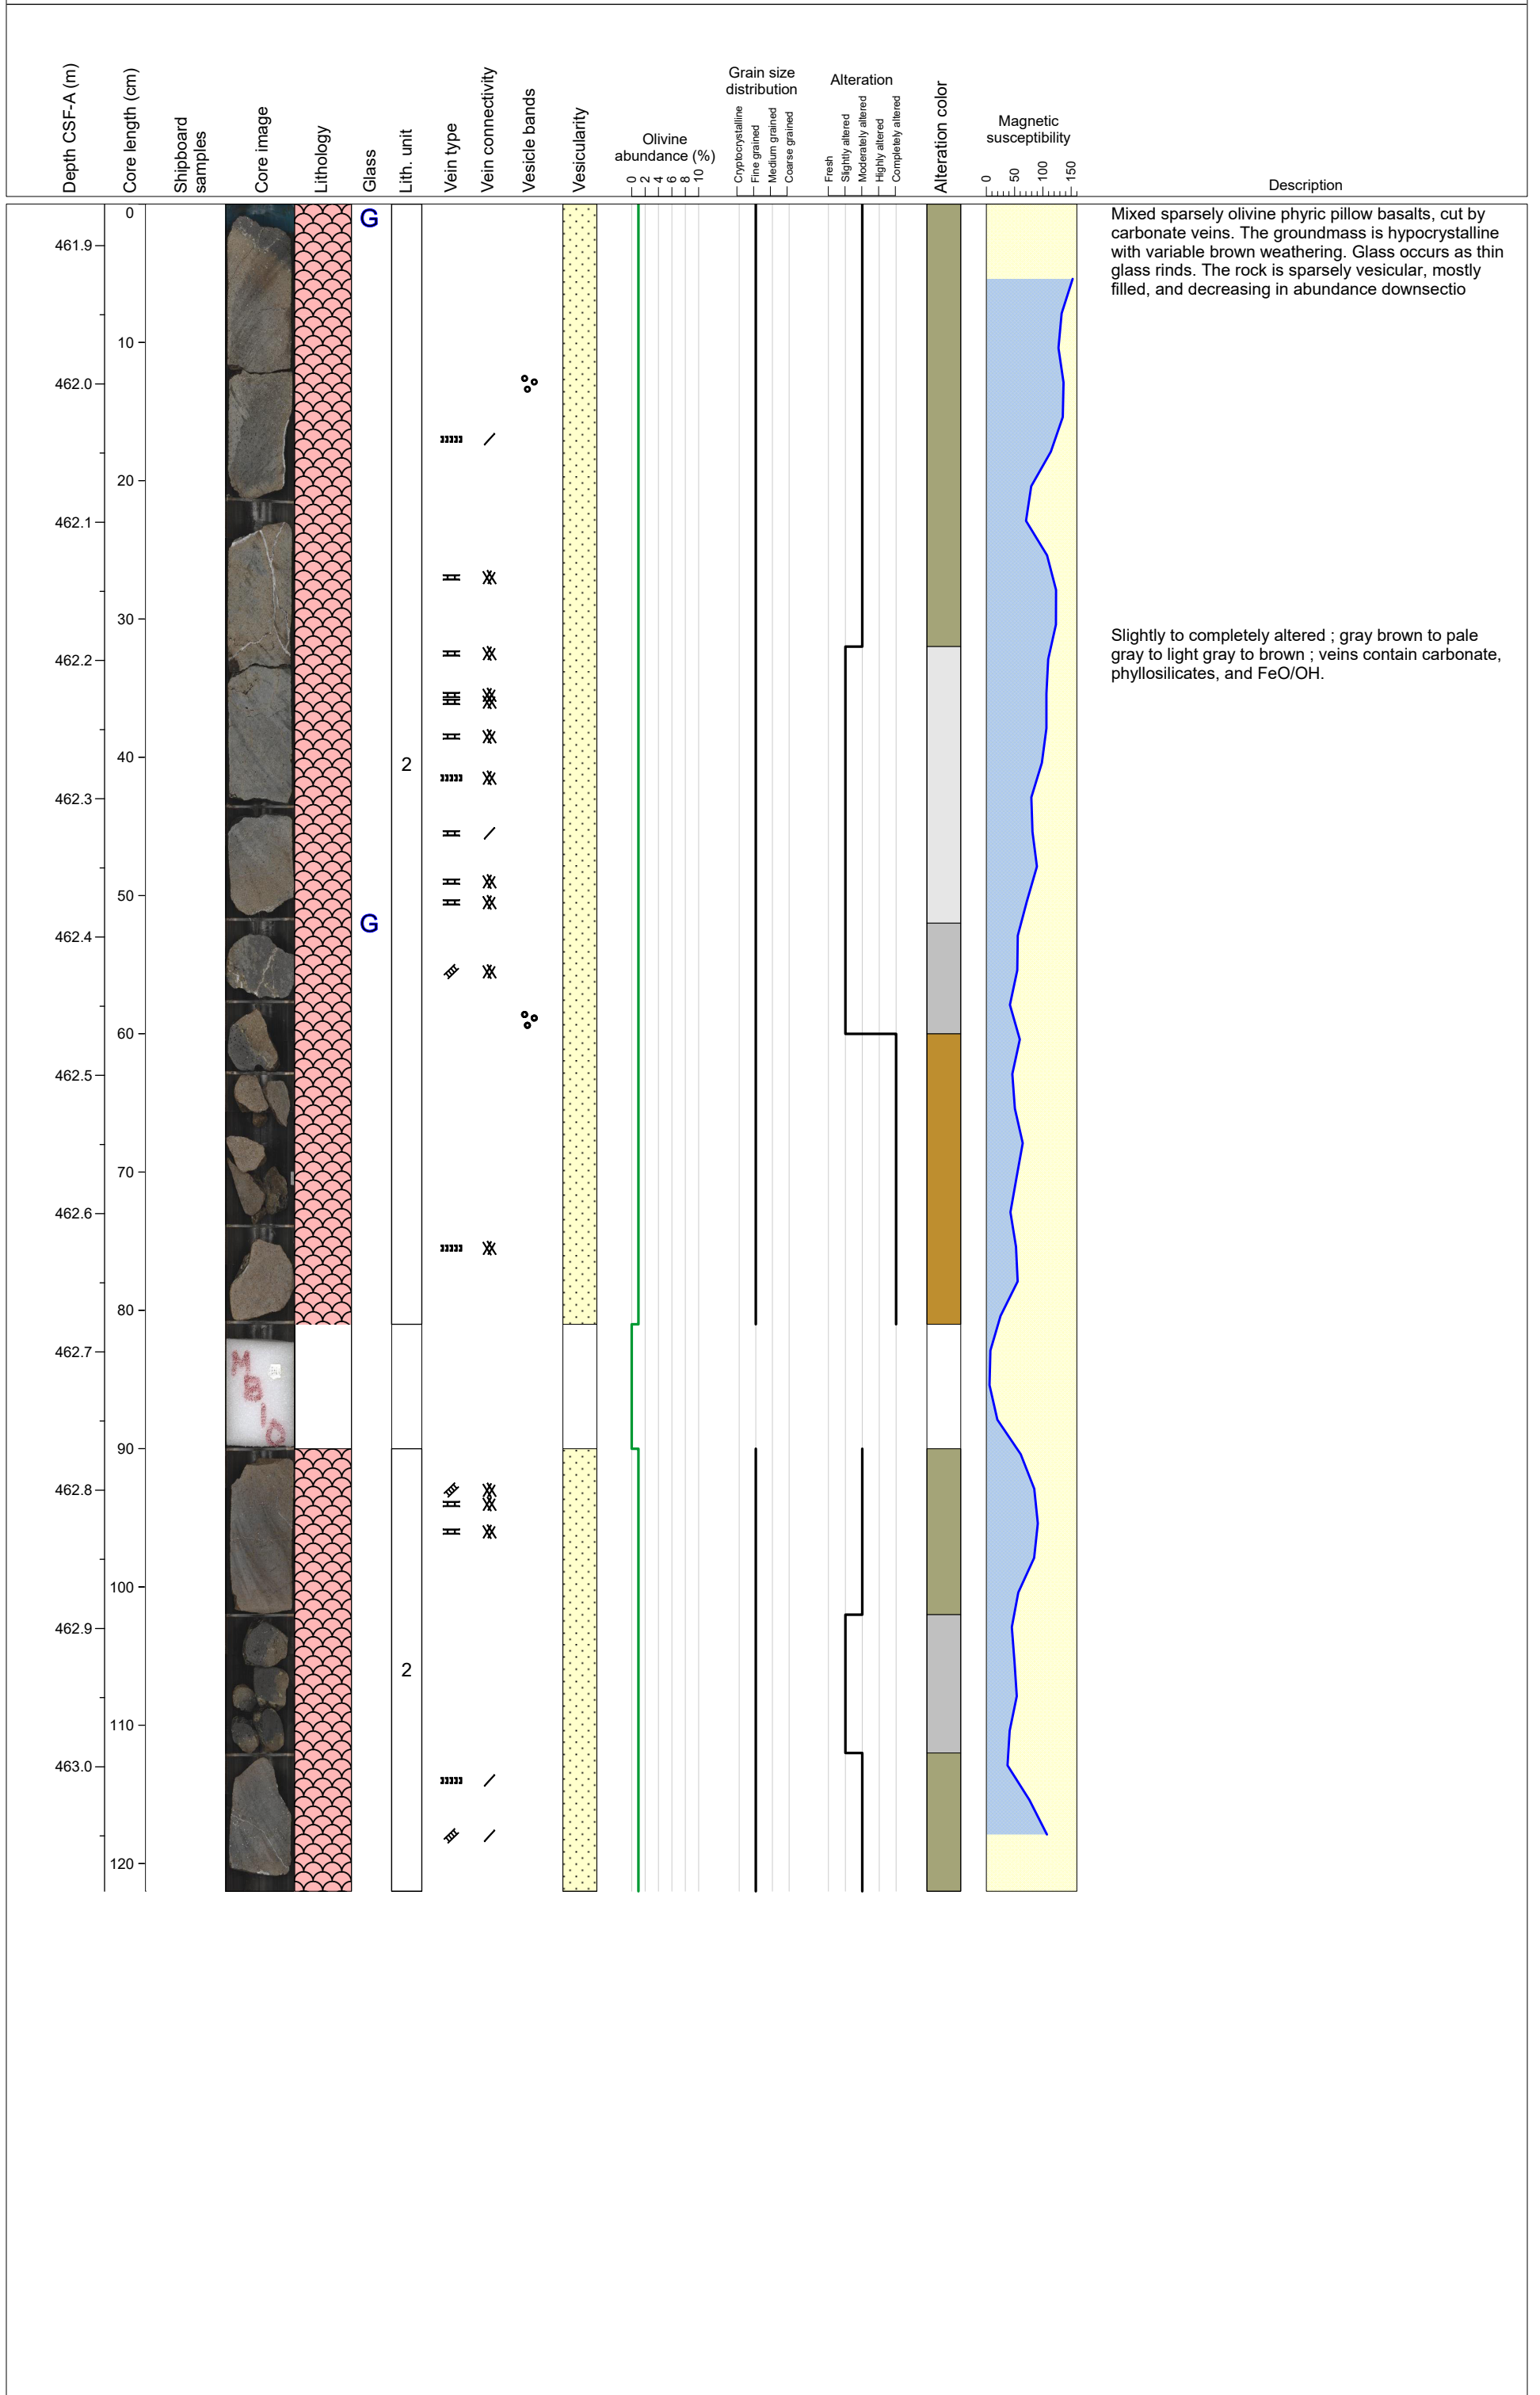 Depth CSF-A (m)
Core length (cm)
Shipboard
samples
Core image
Lithology
Glass
Lith. unit
Vein type
Vein connectivity
Vesicle bands
Vesicularity
Olivine
abundance (%)
0 2 4 6 8 10
Grain size
distribution
Cryptocrystalline
Fine grained
Medium grained
Coarse grained
Alteration
Fresh
Slightly altered
Moderately altered
Highly altered
Completely altered
Alteration color
Magnetic
susceptibility
0 50 100 150
Description
0
G
Mixed sparsely olivine phyric pillow basalts, cut by
carbonate veins. The groundmass is hypocrystalline
with variable brown weathering. Glass occurs as thin
glass rinds. The rock is sparsely vesicular, mostly
filled, and decreasing in abundance downsectio
461.9
10
462.0
20
462.1
30
Slightly to completely altered ; gray brown to pale
gray to light gray to brown ; veins contain carbonate,
phyllosilicates, and FeO/OH.
462.2
40
2
462.3
50
G
462.4
60
462.5
70
462.6
80
462.7
MBIO
90
462.8
100
462.9
2
110
463.0
120